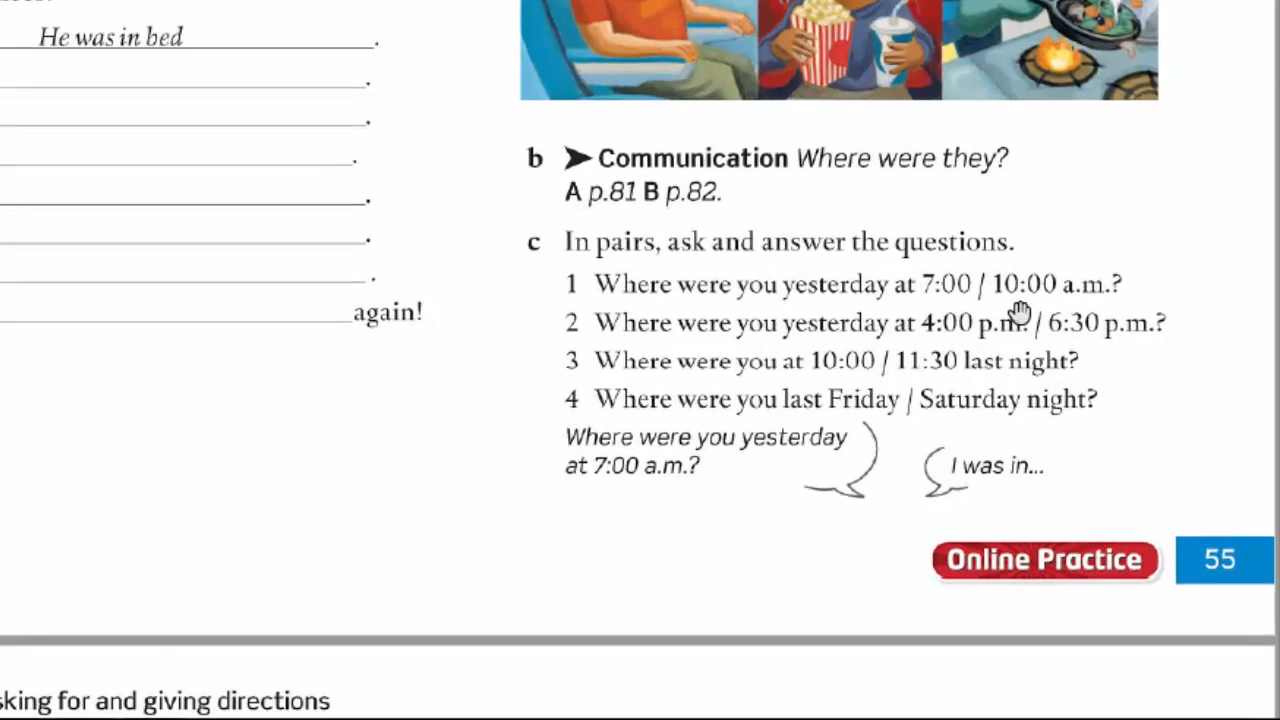 He was in bed.
.
.
.
.
.
.
again!
b ➤ Communication Where were they?
A p.81 B p.82.
c In pairs, ask and answer the questions.
1 Where were you yesterday at 7:00 / 10:00 a.m.?
2 Where were you yesterday at 4:00 p.m. / 6:30 p.m.?
3 Where were you at 10:00 / 11:30 last night?
4 Where were you last Friday / Saturday night?
Where were you yesterday
at 7:00 a.m.?
I was in...
Online Practice
55
sking for and giving directions